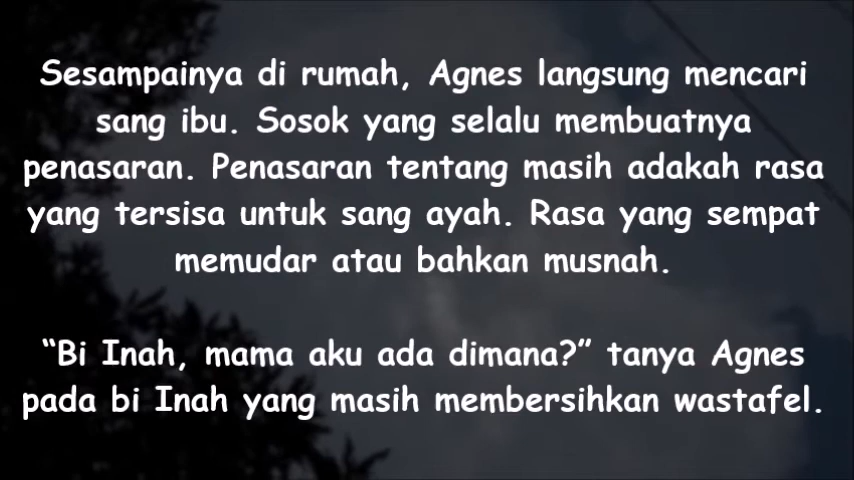 Sesampainya di rumah, Agnes langsung mencari
sang ibu. Sosok yang selalu membuatnya
penasaran. Penasaran tentang masih adakah rasa
yang tersisa untuk sang ayah. Rasa yang sempat
memudar atau bahkan musnah.
“Bi Inah, mama aku ada dimana?” tanya Agnes
pada bi Inah yang masih membersihkan wastafel.